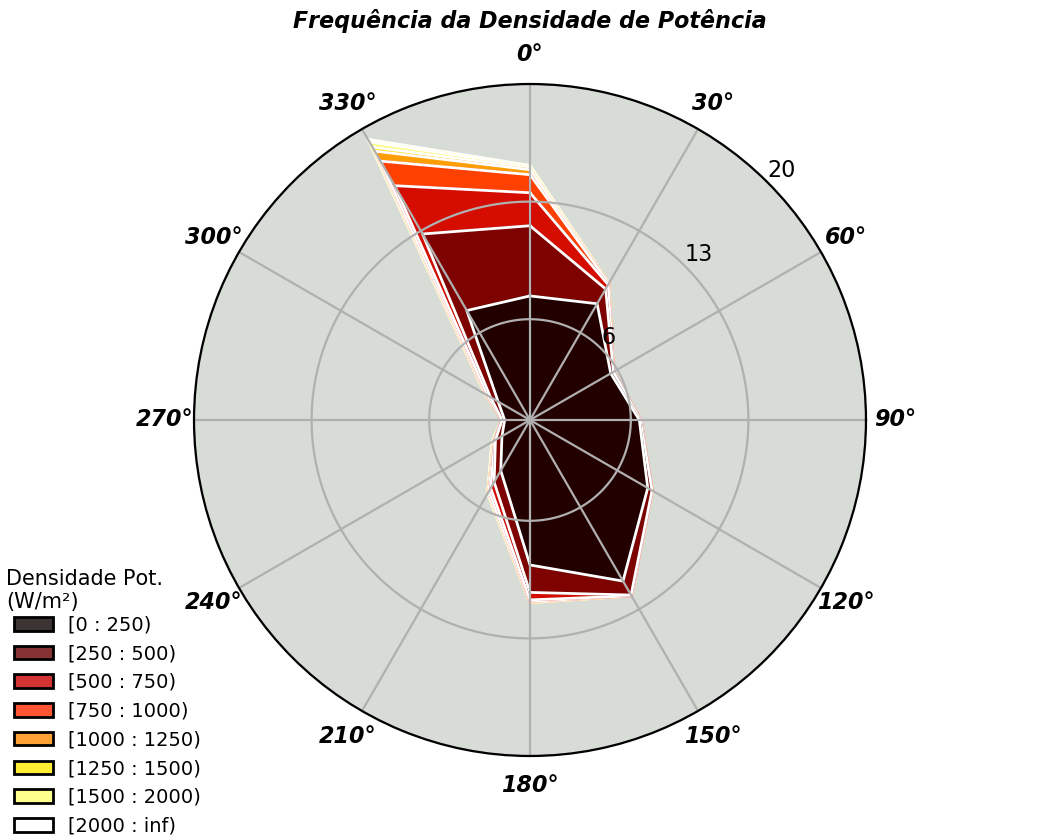 Frequência da Densidade de Potência
0°
330°
30°
20
300°
60°
13
6
270°
90°
240°
120°
210°
150°
180°
Densidade Pot.
(W/m²)
[0 : 250)
[250 : 500)
[500 : 750)
[750 : 1000)
[1000 : 1250)
[1250 : 1500)
[1500 : 2000)
[2000 : inf)